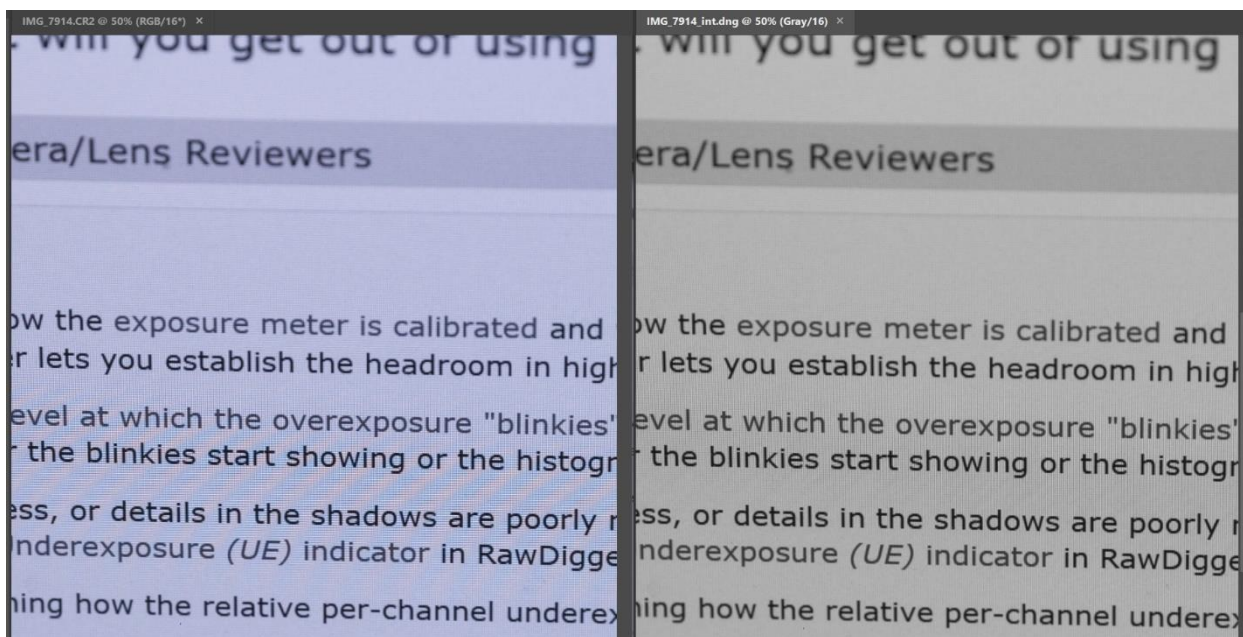 IMG_7914.CR2 @ 50% (RGB/16*) ×
will you get out of using
era/Lens Reviewers
ow the exposure meter is calibrated and
r lets you establish the headroom in high
evel at which the overexposure "blinkies"
the blinkies start showing or the histogr
ess, or details in the shadows are poorly r
nderexposure (UE) indicator in RawDigge
ning how the relative per-channel underex
IMG_7914_int.dng @ 50% (Gray/16) ×
will you get out of using
era/Lens Reviewers
ow the exposure meter is calibrated and
r lets you establish the headroom in high
evel at which the overexposure "blinkies"
the blinkies start showing or the histogr
ess, or details in the shadows are poorly r
nderexposure (UE) indicator in RawDigge
ning how the relative per-channel underex